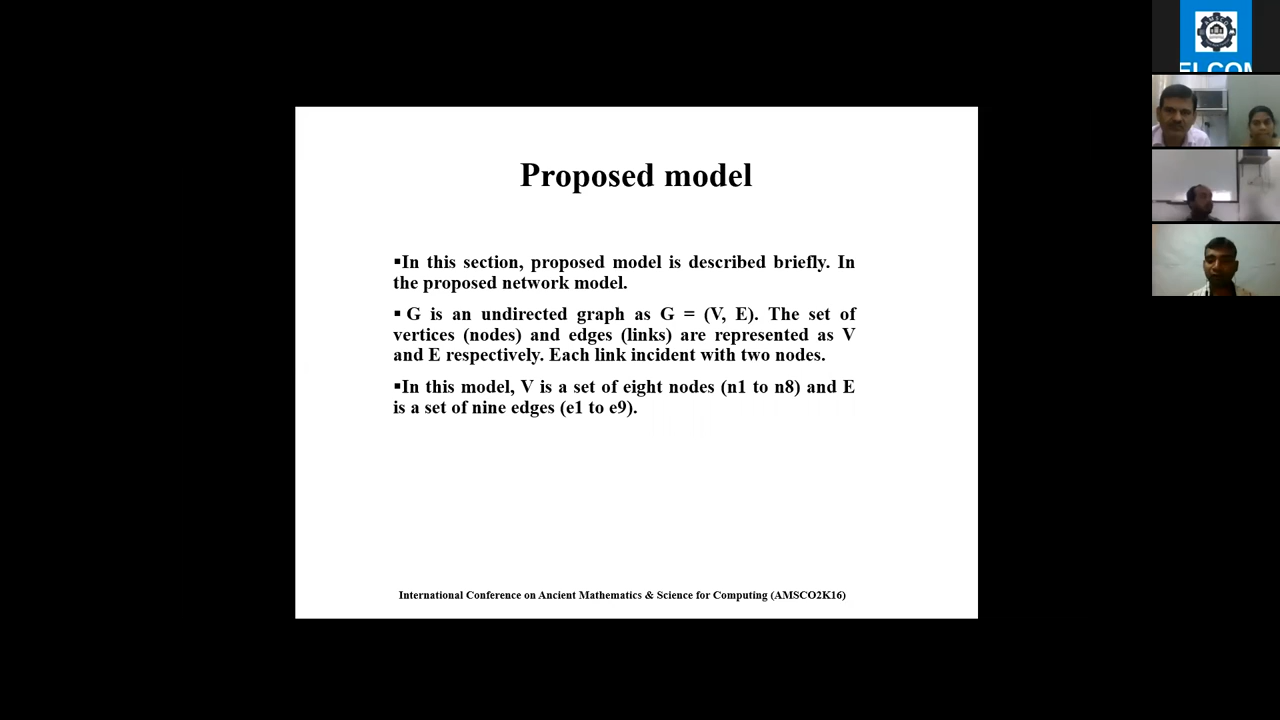 Proposed model
▪In this section, proposed model is described briefly. In
the proposed network model.
▪ G is an undirected graph as G = (V, E). The set of
vertices (nodes) and edges (links) are represented as V
and E respectively. Each link incident with two nodes.
▪In this model, V is a set of eight nodes (n1 to n8) and E
is a set of nine edges (e1 to e9).
International Conference on Ancient Mathematics & Science for Computing (AMSCO2K16)
AMSCO
ELCOM